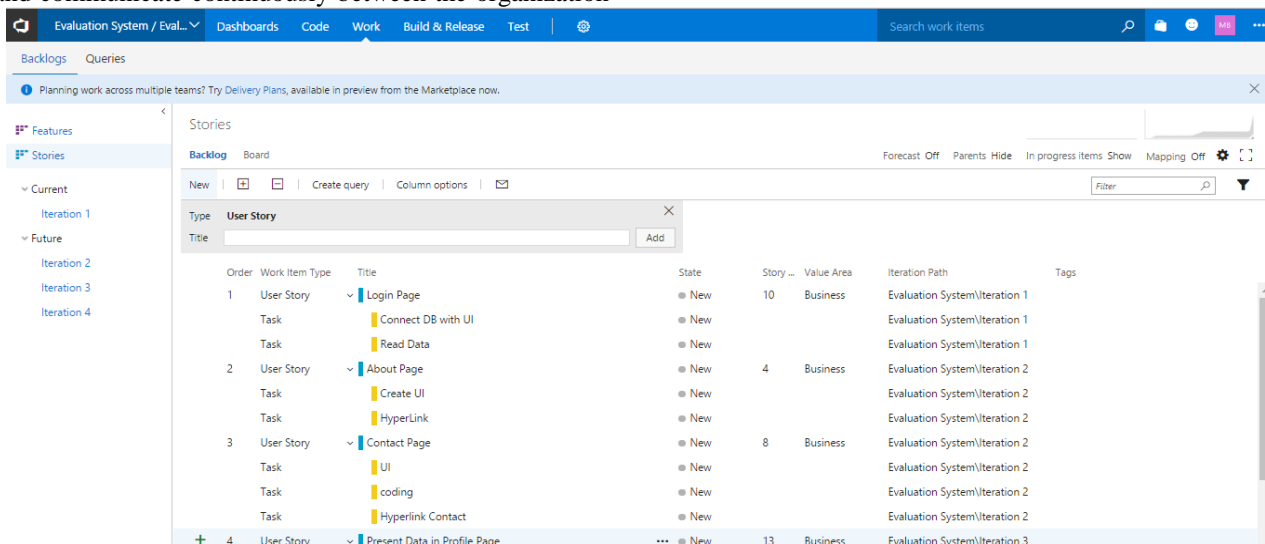 and communicate continuously between the organization
Evaluation System / Eval... Dashboards Code Work Build & Release Test Search work items MB
Backlogs Queries
Planning work across multiple teams? Try Delivery Plans, available in preview from the Marketplace now.
Features
Stories
Current
Iteration 1
Future
Iteration 2
Iteration 3
Iteration 4
Stories
Backlog Board Forecast Off Parents Hide In progress items Show Mapping Off
New Create query Column options Filter
Type User Story
Title Add
Order Work Item Type Title State Story ... Value Area Iteration Path Tags
1 User Story Login Page New 10 Business Evaluation System\Iteration 1
Task Connect DB with UI New Evaluation System\Iteration 1
Task Read Data New Evaluation System\Iteration 1
2 User Story About Page New 4 Business Evaluation System\Iteration 2
Task Create UI New Evaluation System\Iteration 2
Task HyperLink New Evaluation System\Iteration 2
3 User Story Contact Page New 8 Business Evaluation System\Iteration 2
Task UI New Evaluation System\Iteration 2
Task coding New Evaluation System\Iteration 2
Task Hyperlink Contact New Evaluation System\Iteration 2
4 User Story Present Data in Profile Page ... New 13 Business Evaluation System\Iteration 3